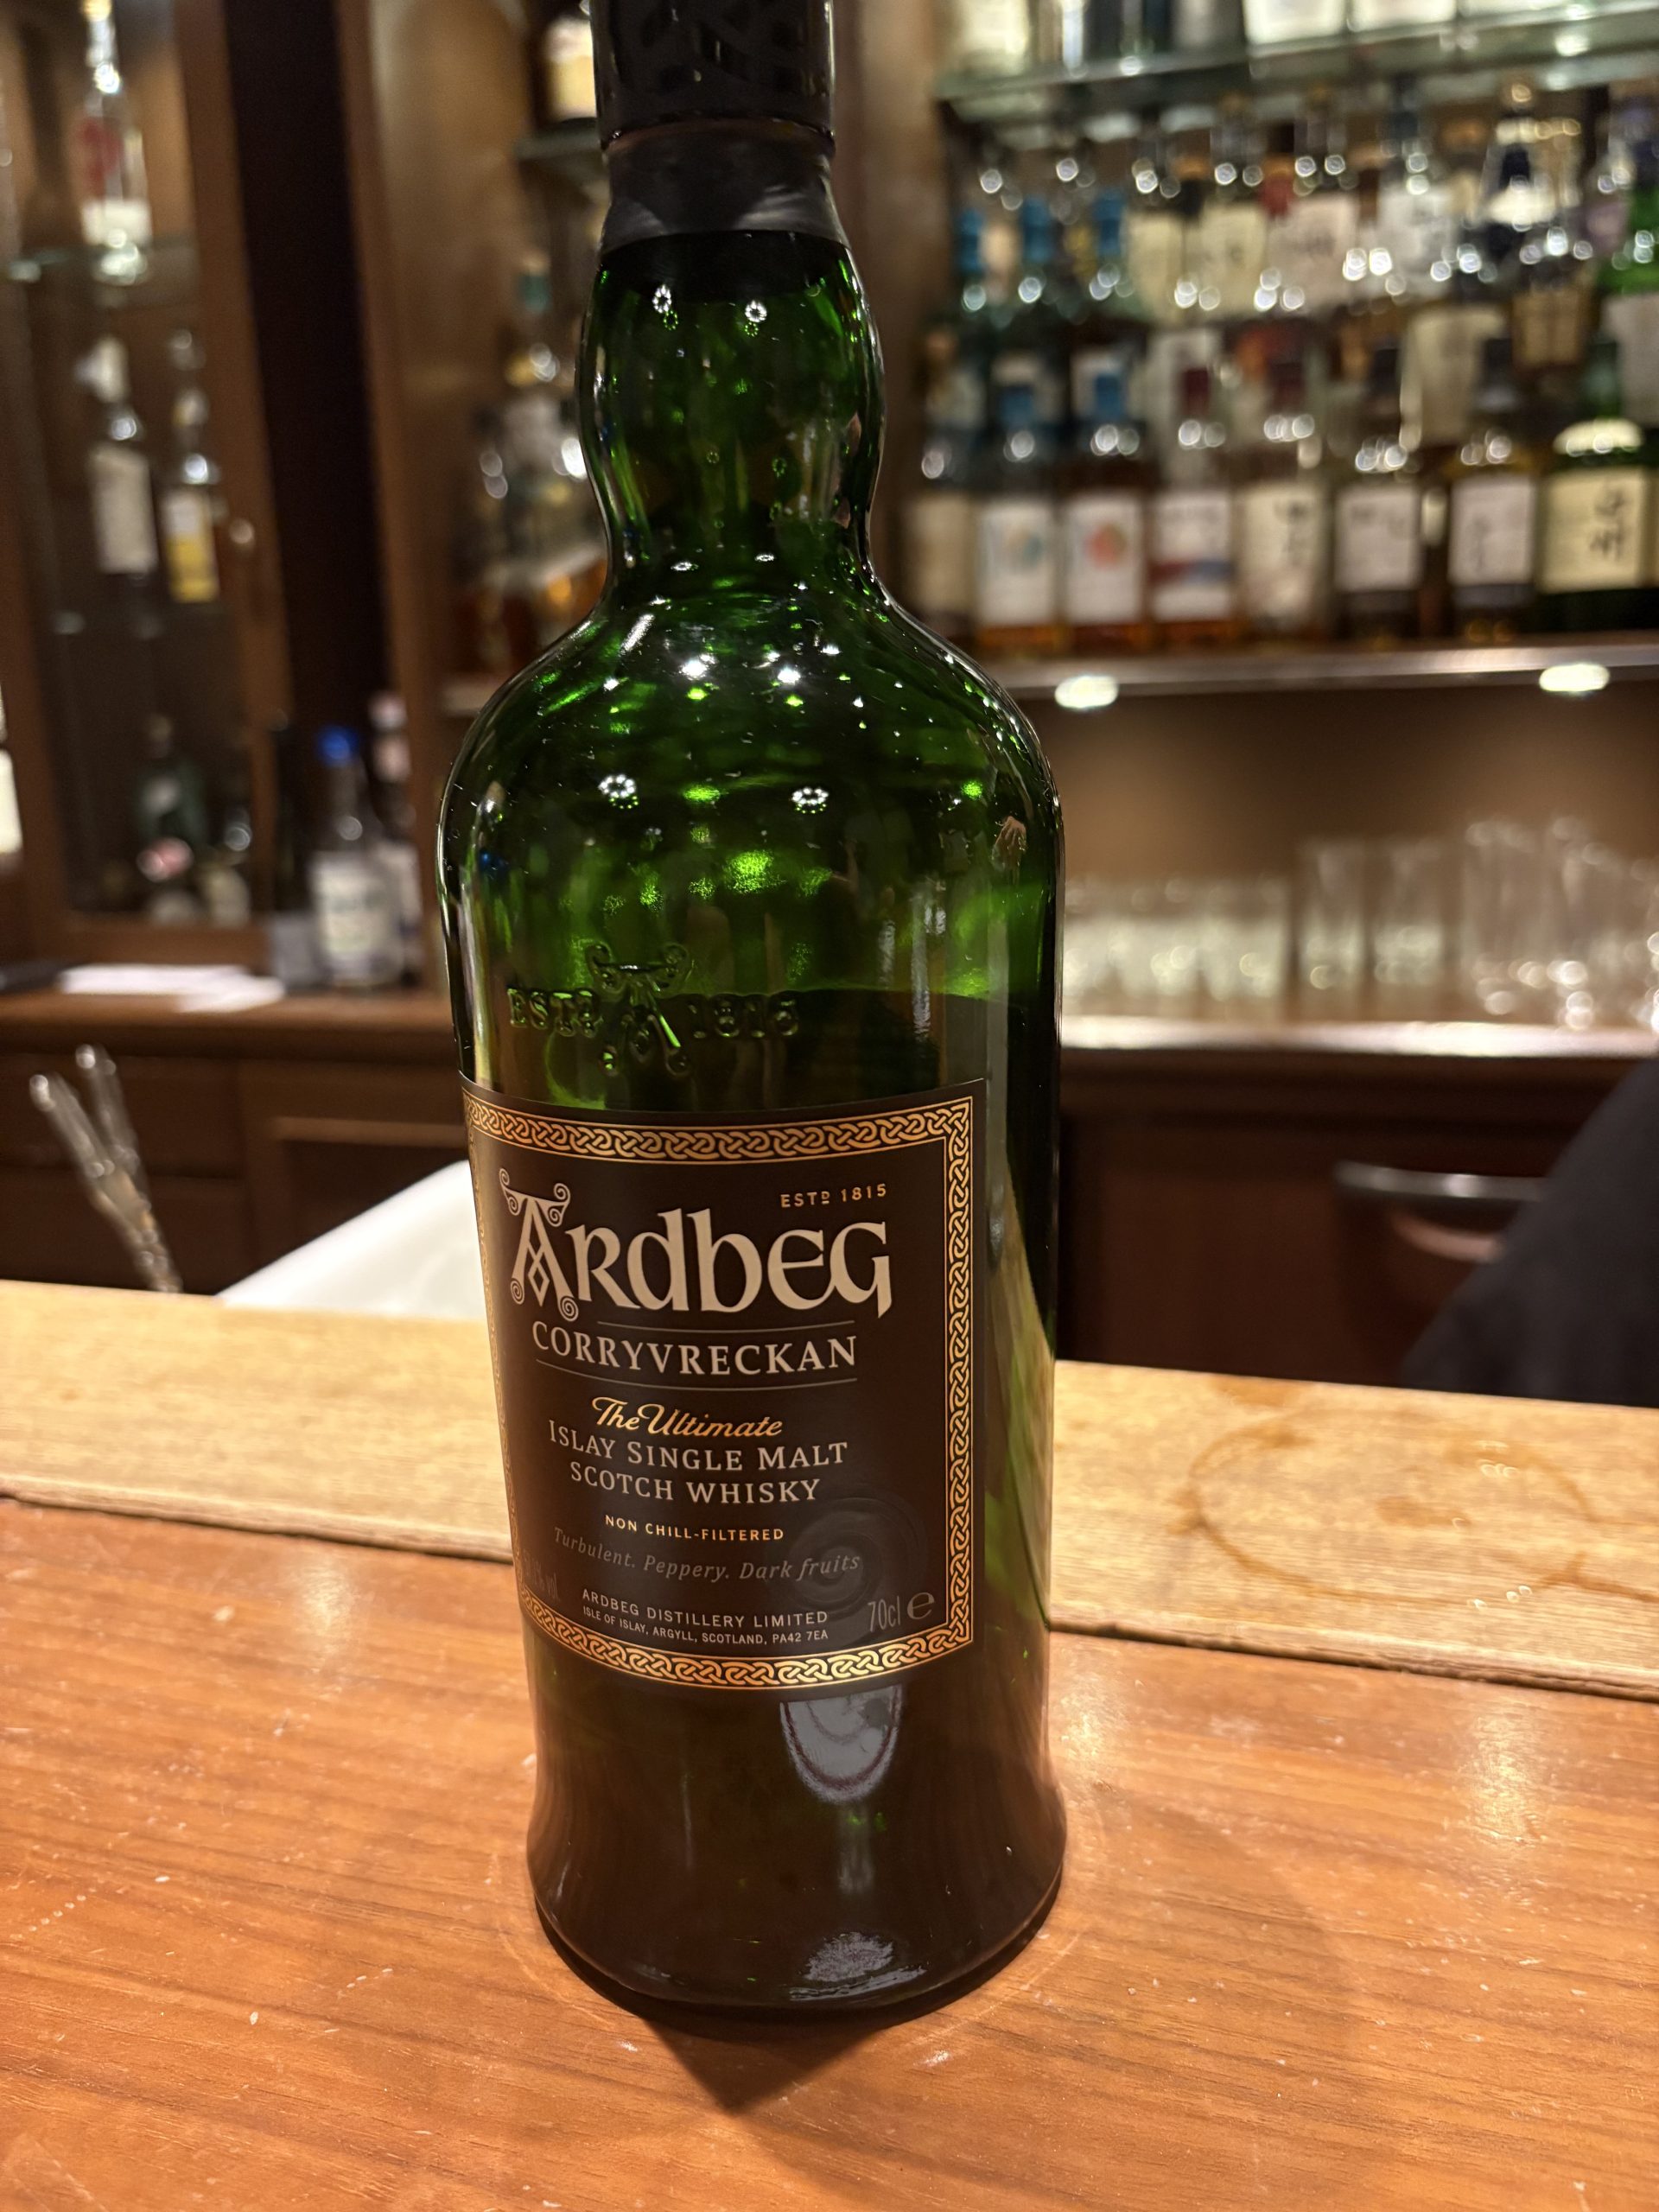 ESTD 1815
ESTD 1815
ARDBEG
CORRYVRECKAN
The Ultimate
ISLAY SINGLE MALT
SCOTCH WHISKY
NON CHILL-FILTERED
Turbulent. Peppery. Dark fruits
ARDBEG DISTILLERY LIMITED
70cl e
ISLE OF ISLAY, ARGYLL, SCOTLAND, PA42 7EA